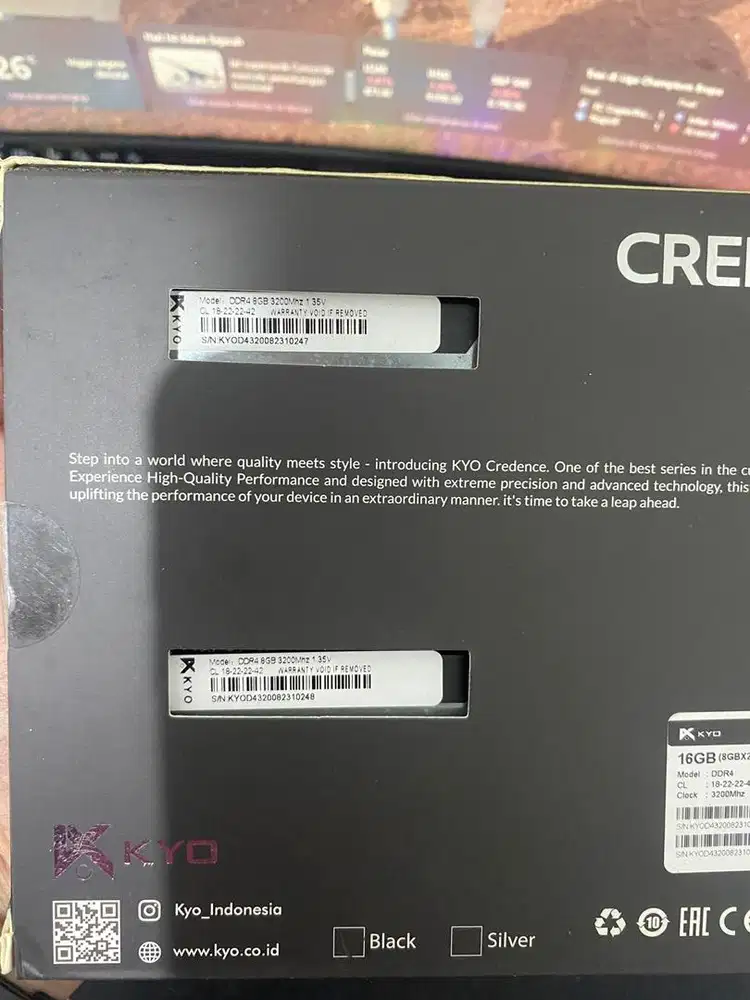 26°
CRE
KYO
Model: DDR4 8GB 3200Mhz 1.35V
CL 18-22-22-42 WARRANTY VOID IF REMOVED
S/N:KYOD4320082310247
Step into a world where quality meets style - introducing KYO Credence. One of the best series in the
Experience High-Quality Performance and designed with extreme precision and advanced technology, this
uplifting the performance of your device in an extraordinary manner. it's time to take a leap ahead.
KYO
Model: DDR4 8GB 3200Mhz 1.35V
CL 18-22-22-42 WARRANTY VOID IF REMOVED
S/N:KYOD4320082310248
KYO
16GB (8GBX2
Model : DDR4
CL : 18-22-22-4
Clock : 3200Mhz
S/N:KYOD432008231
S/N:KYOD432008231
KYO
Kyo_Indonesia
www.kyo.co.id
Black
Silver
10
EAC
C